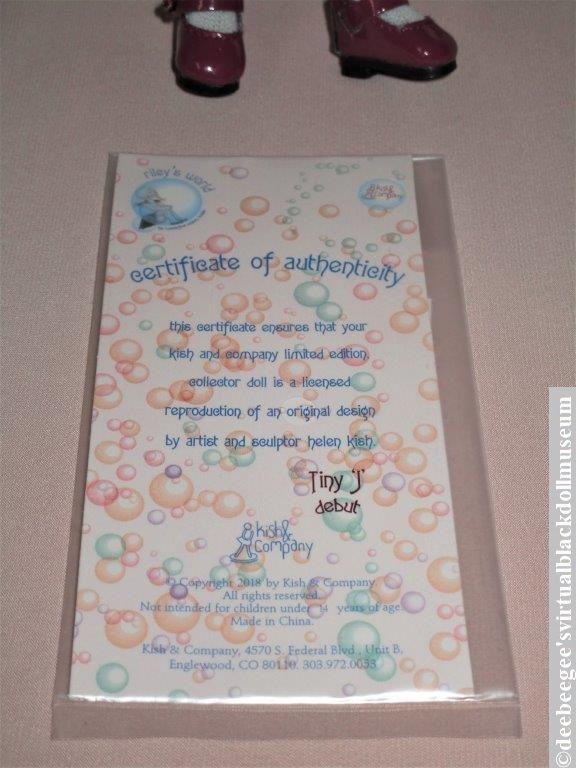 riley's world
Kish & Company
certificate of authenticity
this certificate ensures that your
kish and company limited edition,
collector doll is a licensed
reproduction of an original design
by artist and sculptor helen kish.
Tiny 'J'
debut
Kish & Company
© Copyright 2018 by Kish & Company.
All rights reserved.
Not intended for children under 14 years of age.
Made in China.
Kish & Company, 4570 S. Federal Blvd., Unit B,
Englewood, CO 80110. 303.972.0053
©deebeegee'svirtualblackdollmuseum